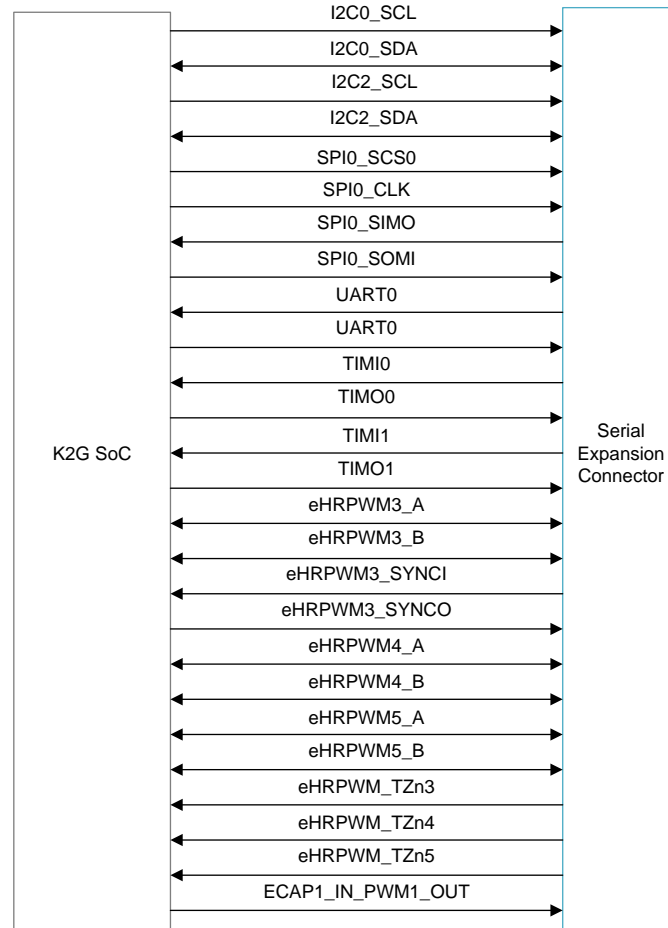 I2C0_SCL
I2C0_SDA
I2C2_SCL
I2C2_SDA
SPI0_SCS0
SPI0_CLK
SPI0_SIMO
SPI0_SOMI
UART0
UART0
TIMI0
TIMO0
TIMI1
TIMO1
eHRPWM3_A
eHRPWM3_B
eHRPWM3_SYNCI
eHRPWM3_SYNCO
eHRPWM4_A
eHRPWM4_B
eHRPWM5_A
eHRPWM5_B
eHRPWM_TZn3
eHRPWM_TZn4
eHRPWM_TZn5
ECAP1_IN_PWM1_OUT
K2G SoC
Serial
Expansion
Connector